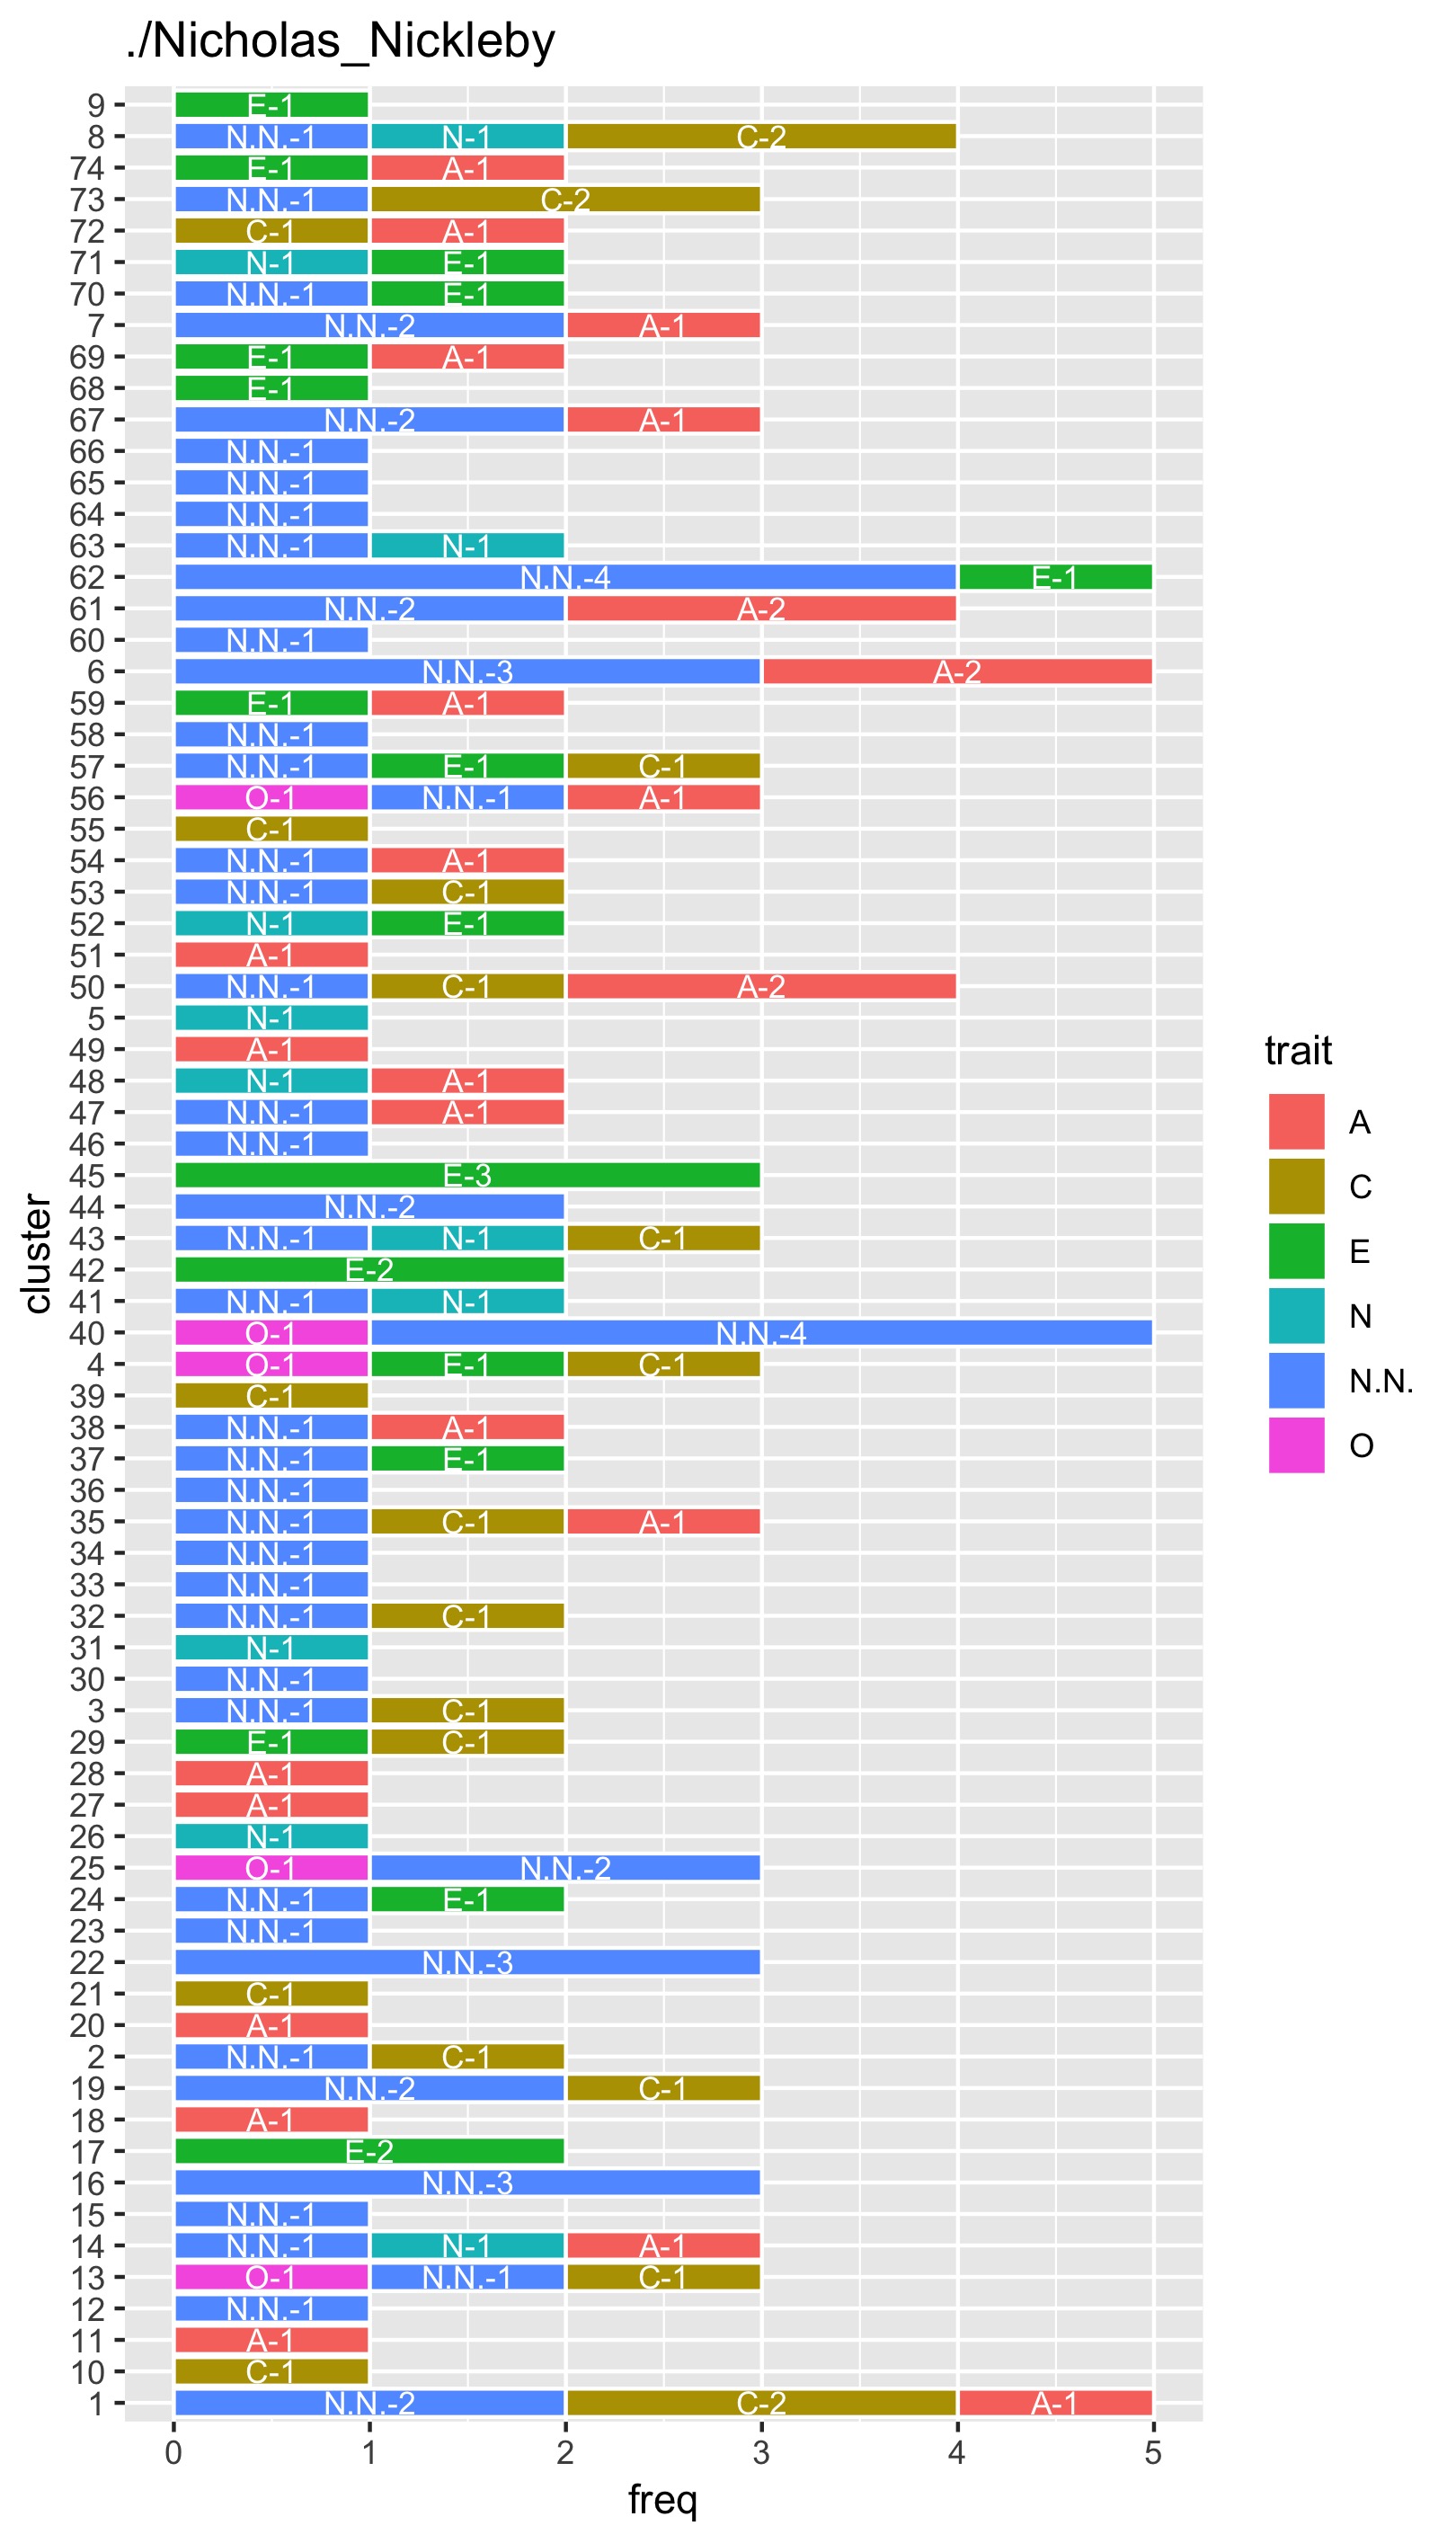 ./Nicholas_Nickleby
9 E-1
8 N.N.-1 N-1 C-2
74 E-1 A-1
73 N.N.-1 C-2
72 C-1 A-1
71 N-1 E-1
70 N.N.-1 E-1
7 N.N.-2 A-1
69 E-1 A-1
68 E-1
67 N.N.-2 A-1
66 N.N.-1
65 N.N.-1
64 N.N.-1
63 N.N.-1 N-1
62 N.N.-4 E-1
61 N.N.-2 A-2
60 N.N.-1
6 N.N.-3 A-2
59 E-1 A-1
58 N.N.-1
57 N.N.-1 E-1 C-1
56 O-1 N.N.-1 A-1
55 C-1
54 N.N.-1 A-1
53 N.N.-1 C-1
52 N-1 E-1
51 A-1
50 N.N.-1 C-1 A-2
5 N-1
49 A-1
48 N-1 A-1
47 N.N.-1 A-1
46 N.N.-1
45 E-3
44 N.N.-2
43 N.N.-1 N-1 C-1
42 E-2
41 N.N.-1 N-1
40 O-1 N.N.-4
4 O-1 E-1 C-1
39 C-1
38 N.N.-1 A-1
37 N.N.-1 E-1
36 N.N.-1
35 N.N.-1 C-1 A-1
34 N.N.-1
33 N.N.-1
32 N.N.-1 C-1
31 N-1
30 N.N.-1
3 N.N.-1 C-1
29 E-1 C-1
28 A-1
27 A-1
26 N-1
25 O-1 N.N.-2
24 N.N.-1 E-1
23 N.N.-1
22 N.N.-3
21 C-1
20 A-1
2 N.N.-1 C-1
19 N.N.-2 C-1
18 A-1
17 E-2
16 N.N.-3
15 N.N.-1
14 N.N.-1 N-1 A-1
13 O-1 N.N.-1 C-1
12 N.N.-1
11 A-1
10 C-1
1 N.N.-2 C-2 A-1
0 1 2 3 4 5
freq
cluster
trait
A
C
E
N
N.N.
O